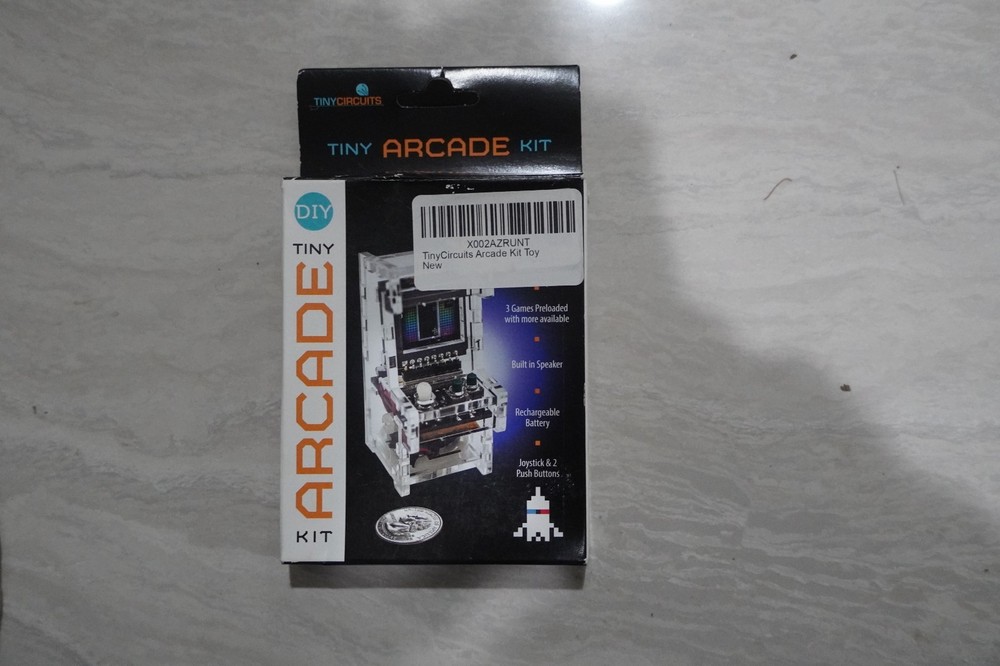 TINYCIRCUITS
TINY ARCADE KIT
DIY
TINY
ARCADE
KIT
X002AZRUNT
TinyCircuits Arcade Kit Toy
New
3 Games Preloaded
with more available
Built in Speaker
Rechargeable
Battery
Joystick & 2
Push Buttons